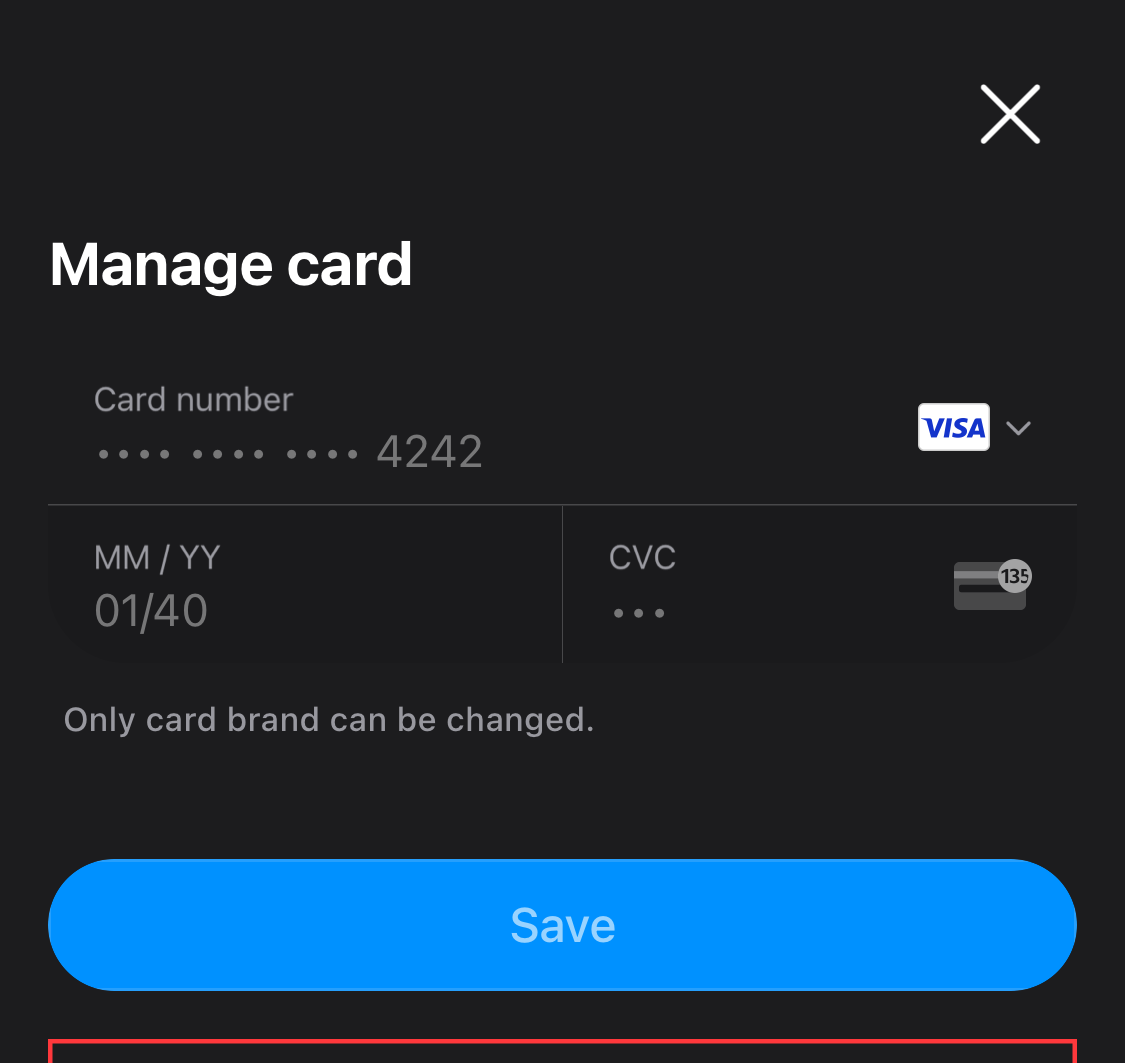 Manage card
Card number
•••• •••• •••• 4242
VISA
MM / YY
01/40
CVC
•••
135
Only card brand can be changed.
Save